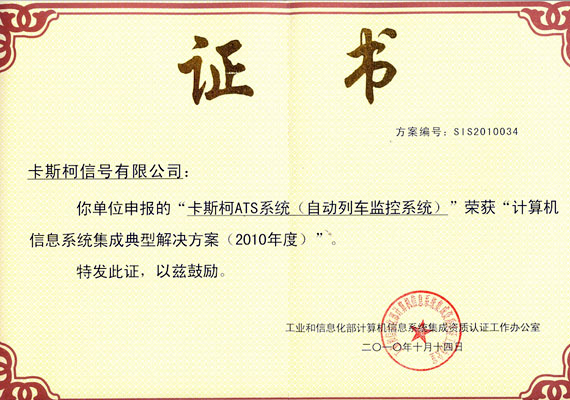 证 书
方案编号：SIS2010034
卡斯柯信号有限公司：
你单位申报的“卡斯柯ATS系统（自动列车监控系统）”荣获“计算机
信息系统集成典型解决方案（2010年度）”。
特发此证，以兹鼓励。
工业和信息化部计算机信息系统集成资质认证工作办公室
二〇一〇年十月十四日